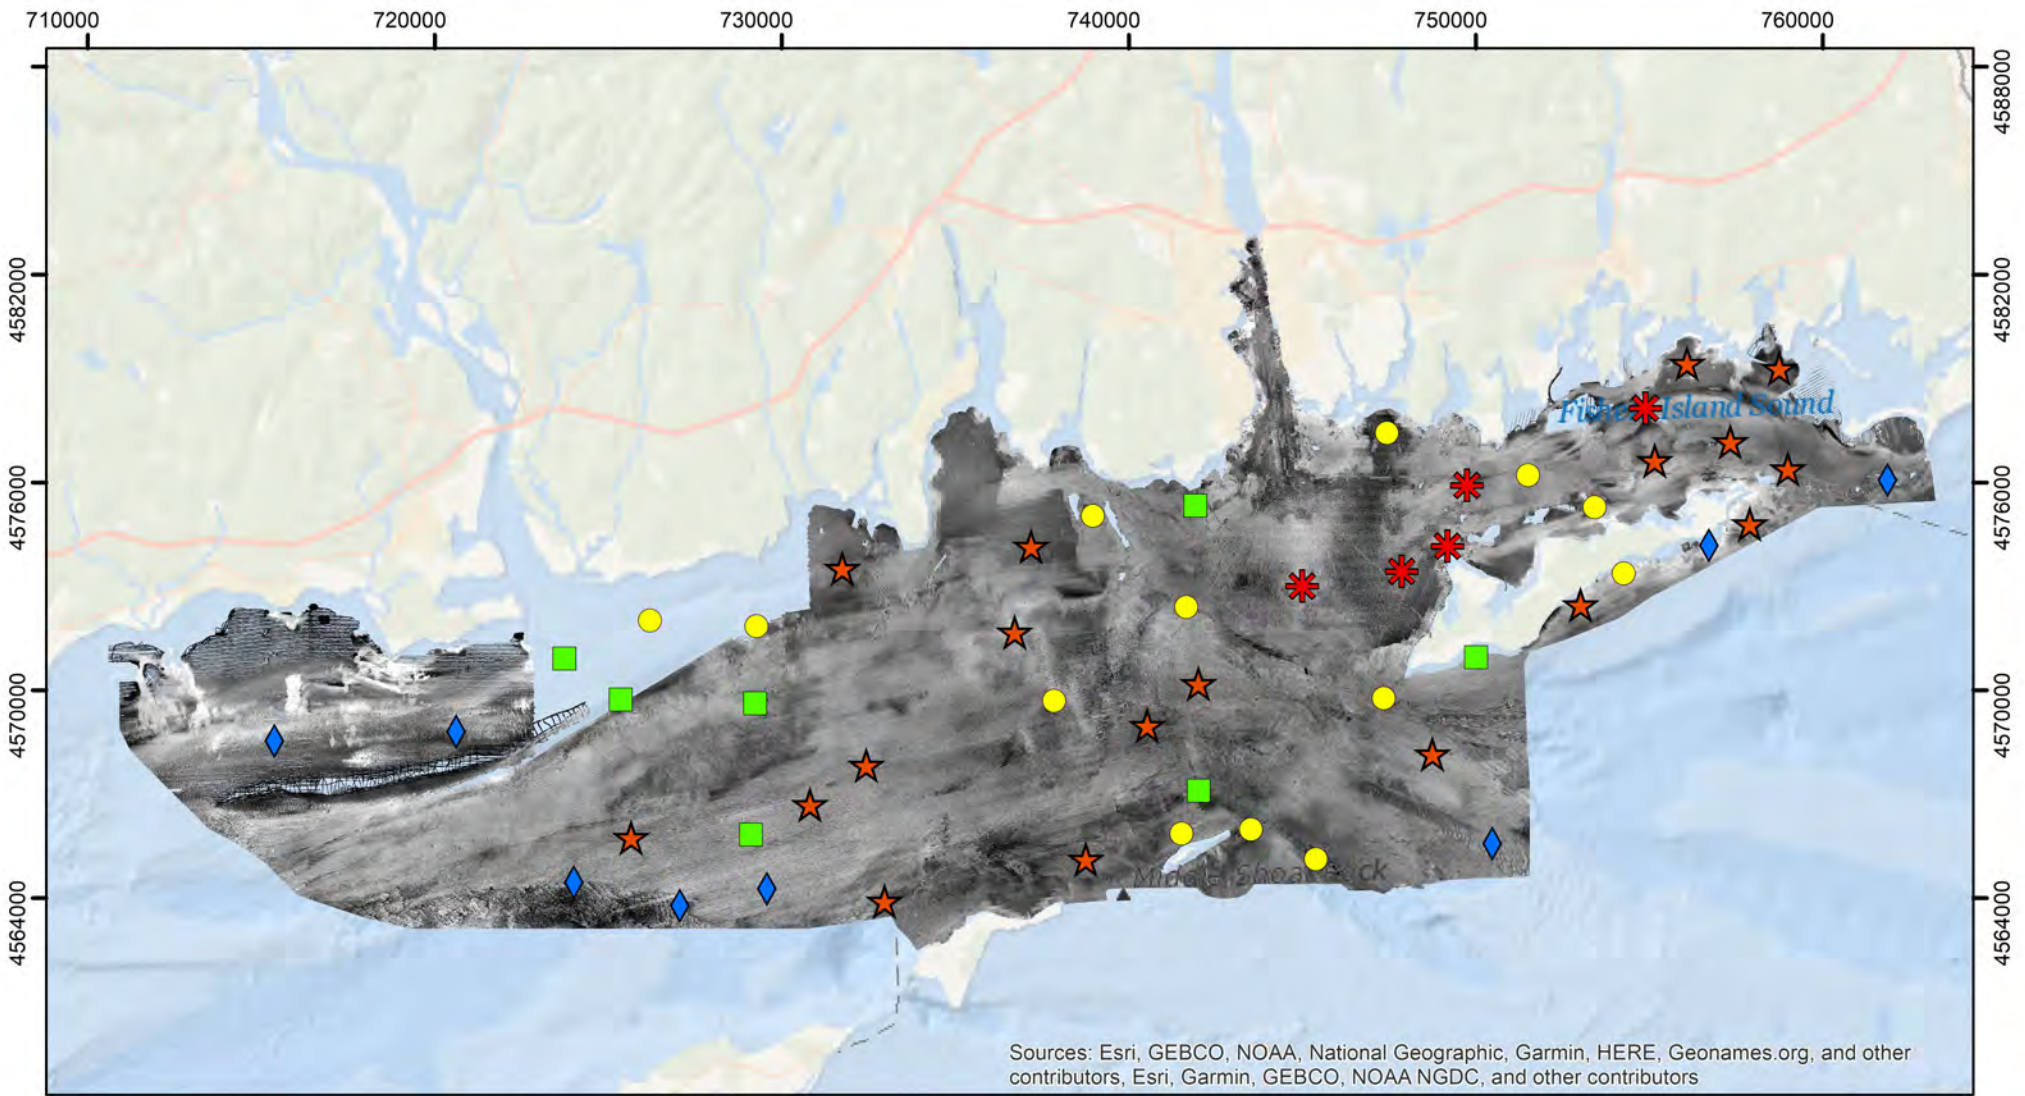 710000 720000 730000 740000 750000 760000
4588000
4582000 4582000
Island Sound
4576000 4576000
4570000 4570000
4564000 4564000
Sources: Esri, GEBCO, NOAA, National Geographic, Garmin, HERE, Geonames.org, and other
contributors, Esri, Garmin, GEBCO, NOAA NGDC, and other contributors